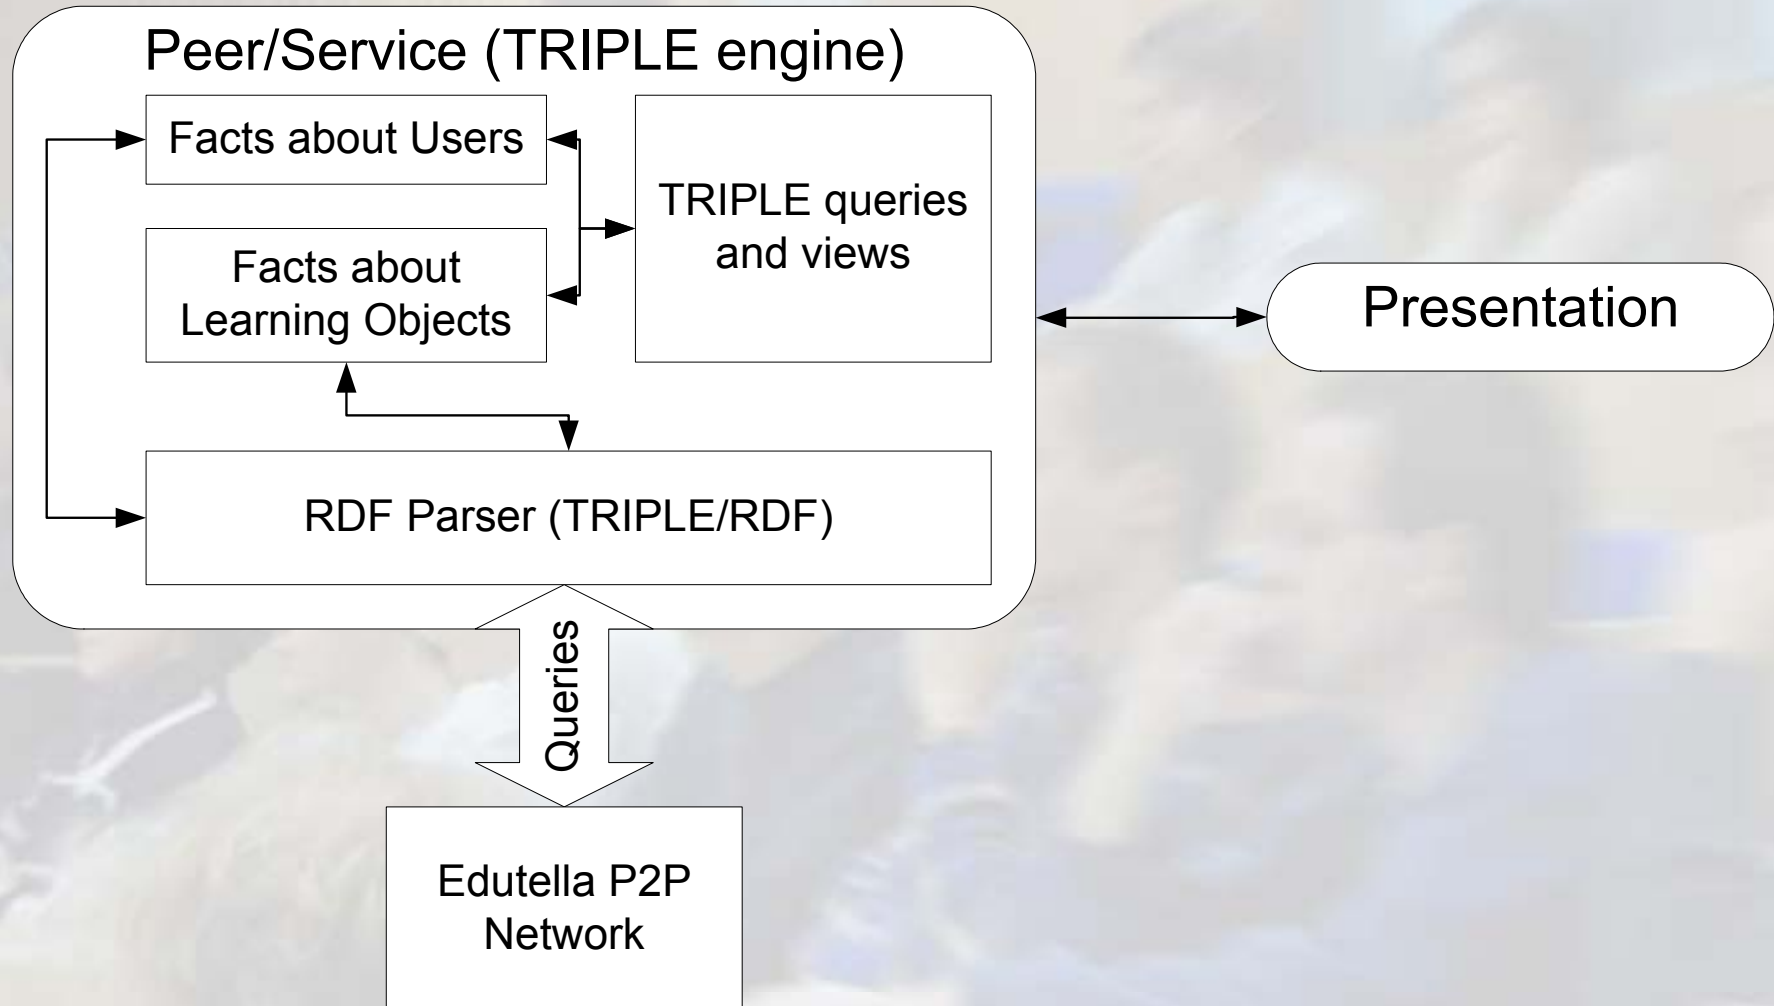 Peer/Service (TRIPLE engine)
Facts about Users
Facts about
Learning Objects
TRIPLE queries
and views
RDF Parser (TRIPLE/RDF)
Presentation
Queries
Edutella P2P
Network